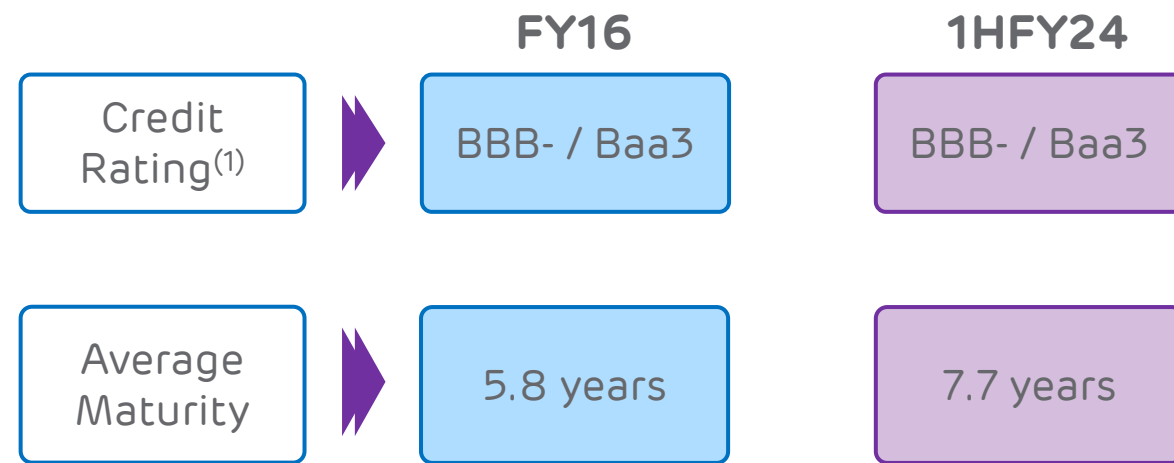 FY16 1HFY24
Credit
Rating(1)
BBB- / Baa3
BBB- / Baa3
Average
Maturity
5.8 years
7.7 years